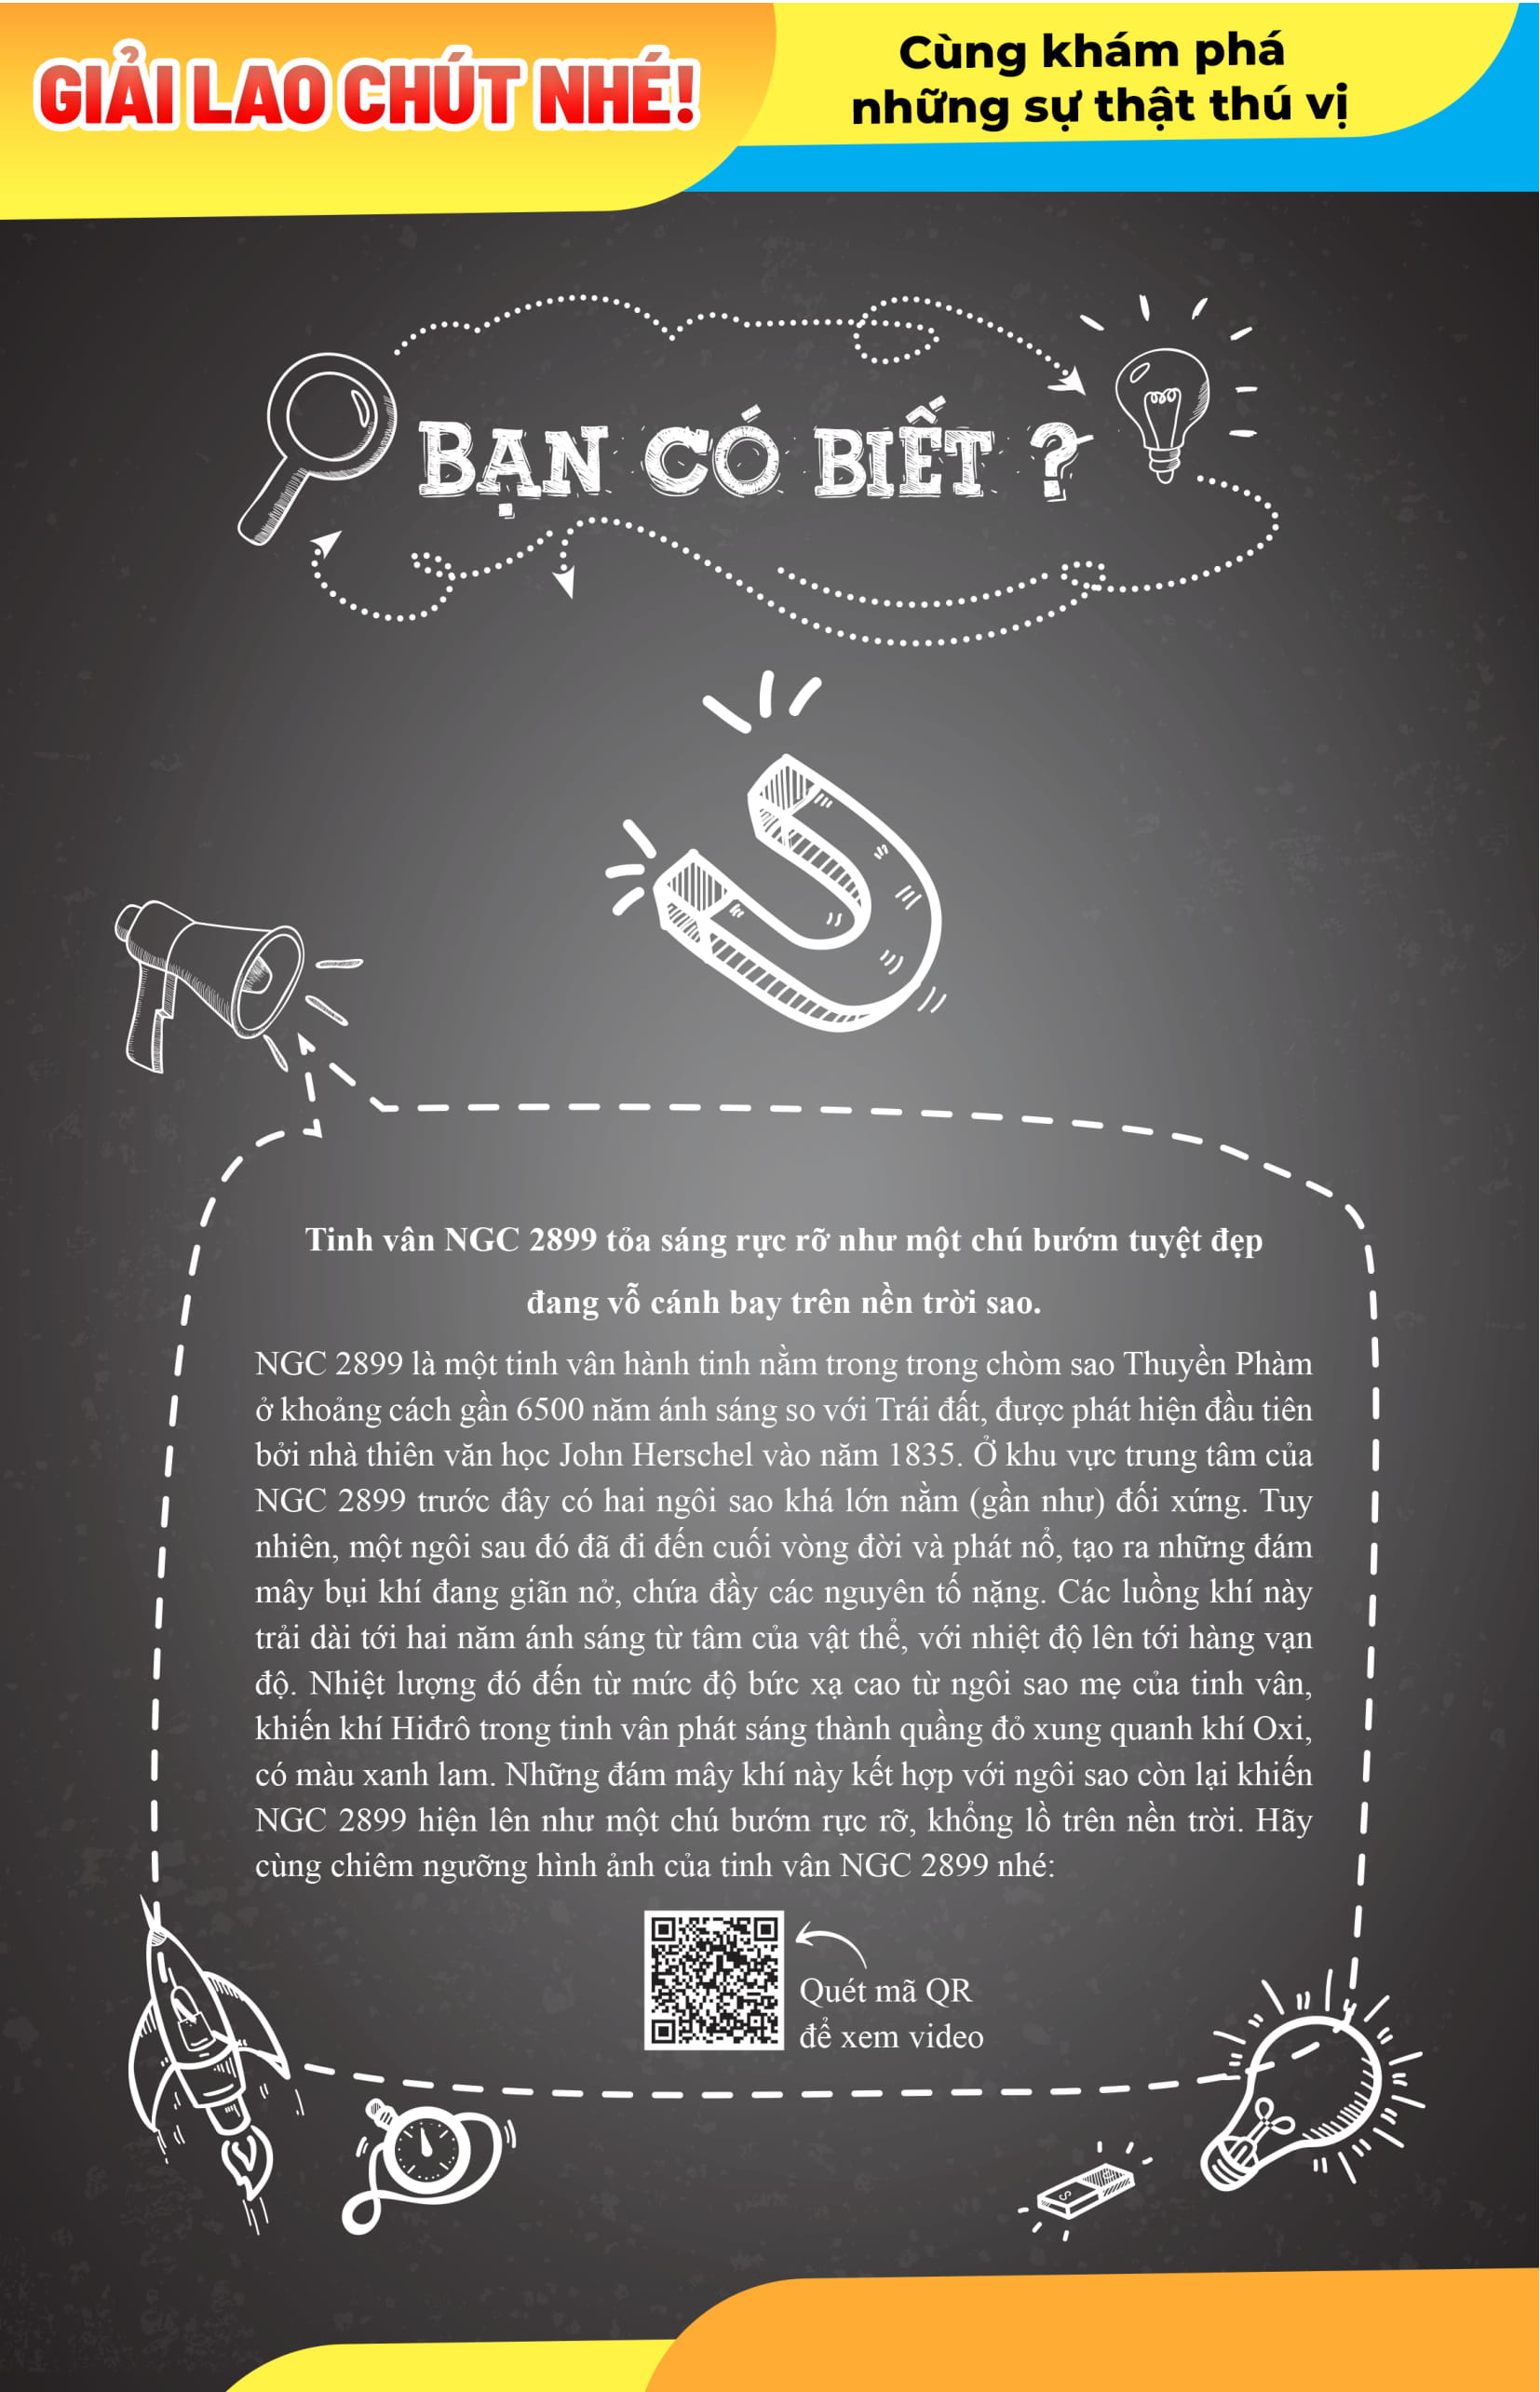 GIẢI LAO CHÚT NHÉ!
Cùng khám phá
những sự thật thú vị
BẠN CÓ BIẾT ?
Tinh vân NGC 2899 tỏa sáng rực rỡ như một chú bướm tuyệt đẹp
đang vỗ cánh bay trên nền trời sao.
NGC 2899 là một tinh vân hành tinh nằm trong trong chòm sao Thuyền Phàm
ở khoảng cách gần 6500 năm ánh sáng so với Trái đất, được phát hiện đầu tiên
bởi nhà thiên văn học John Herschel vào năm 1835. Ở khu vực trung tâm của
NGC 2899 trước đây có hai ngôi sao khá lớn nằm (gần như) đối xứng. Tuy
nhiên, một ngôi sau đó đã đi đến cuối vòng đời và phát nổ, tạo ra những đám
mây bụi khí đang giãn nở, chứa đầy các nguyên tố nặng. Các luồng khí này
trải dài tới hai năm ánh sáng từ tâm của vật thể, với nhiệt độ lên tới hàng vạn
độ. Nhiệt lượng đó đến từ mức độ bức xạ cao từ ngôi sao mẹ của tinh vân,
khiến khí Hiđrô trong tinh vân phát sáng thành quầng đỏ xung quanh khí Oxi,
có màu xanh lam. Những đám mây khí này kết hợp với ngôi sao còn lại khiến
NGC 2899 hiện lên như một chú bướm rực rỡ, khổng lồ trên nền trời. Hãy
cùng chiêm ngưỡng hình ảnh của tinh vân NGC 2899 nhé:
Quét mã QR
để xem video